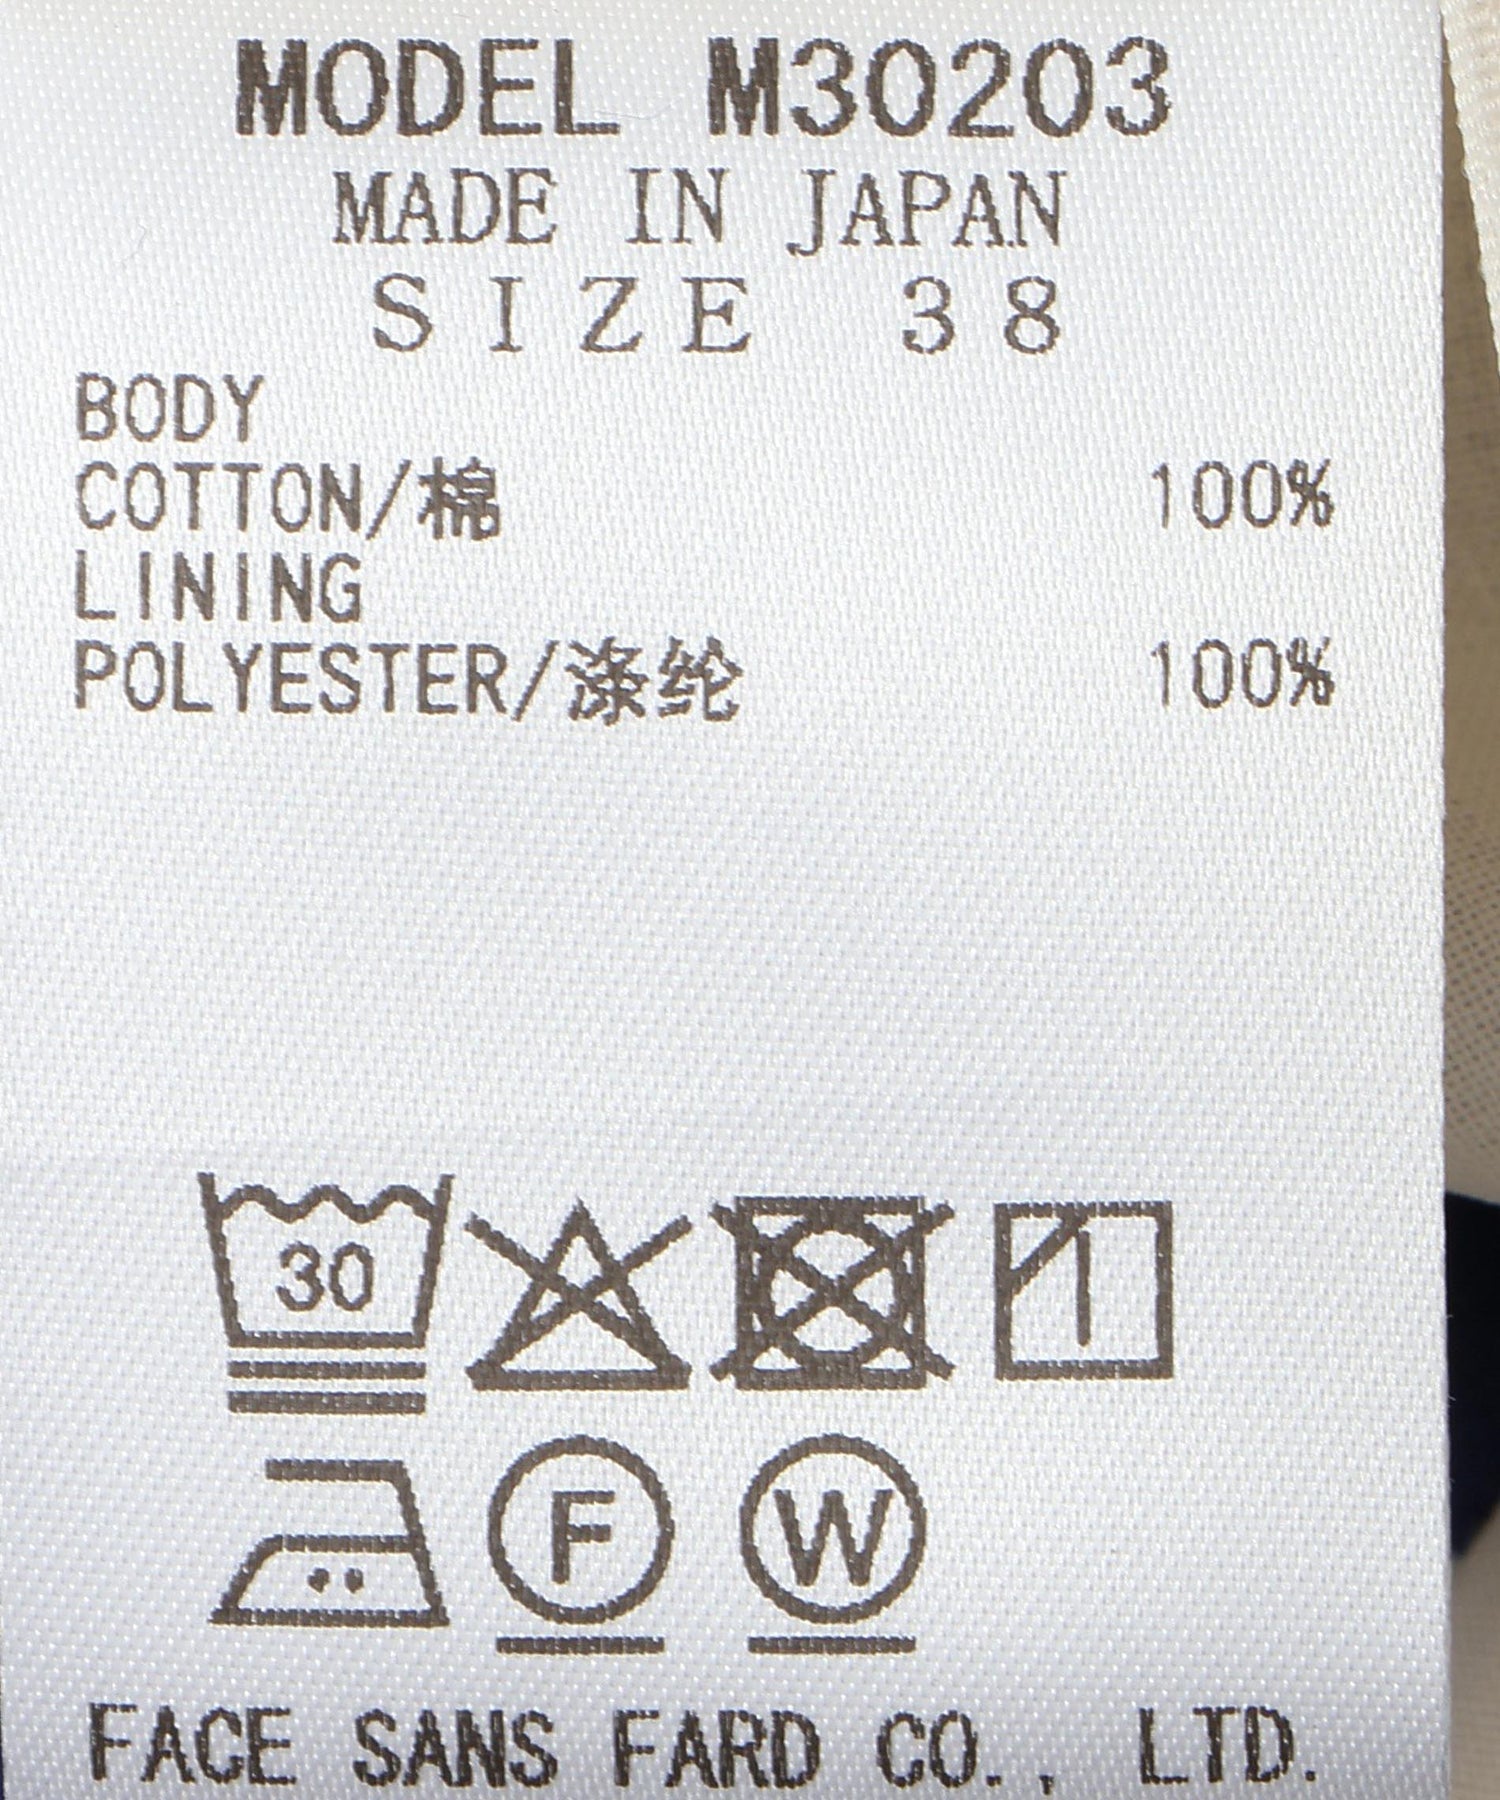 MODEL M30203
MADE IN JAPAN
SIZE 38
BODY
COTTON/棉 100%
LINING
POLYESTER/涤纶 100%
30
F W
FACE SANS FARD CO., LTD.